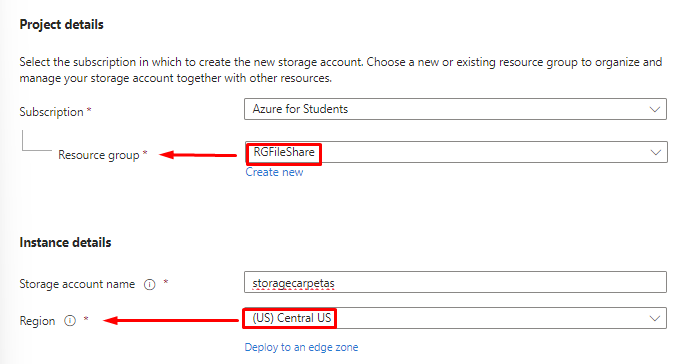 Project details
Select the subscription in which to create the new storage account. Choose a new or existing resource group to organize and
manage your storage account together with other resources.
Subscription *
Azure for Students
Resource group *
RGFileShare
Create new
Instance details
Storage account name *
storagecarpetas
Region *
(US) Central US
Deploy to an edge zone